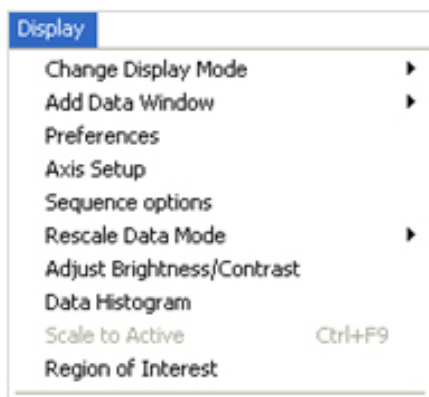 Display
Change Display Mode
Add Data Window
Preferences
Axis Setup
Sequence options
Rescale Data Mode
Adjust Brightness/Contrast
Data Histogram
Scale to Active Ctrl+F9
Region of Interest